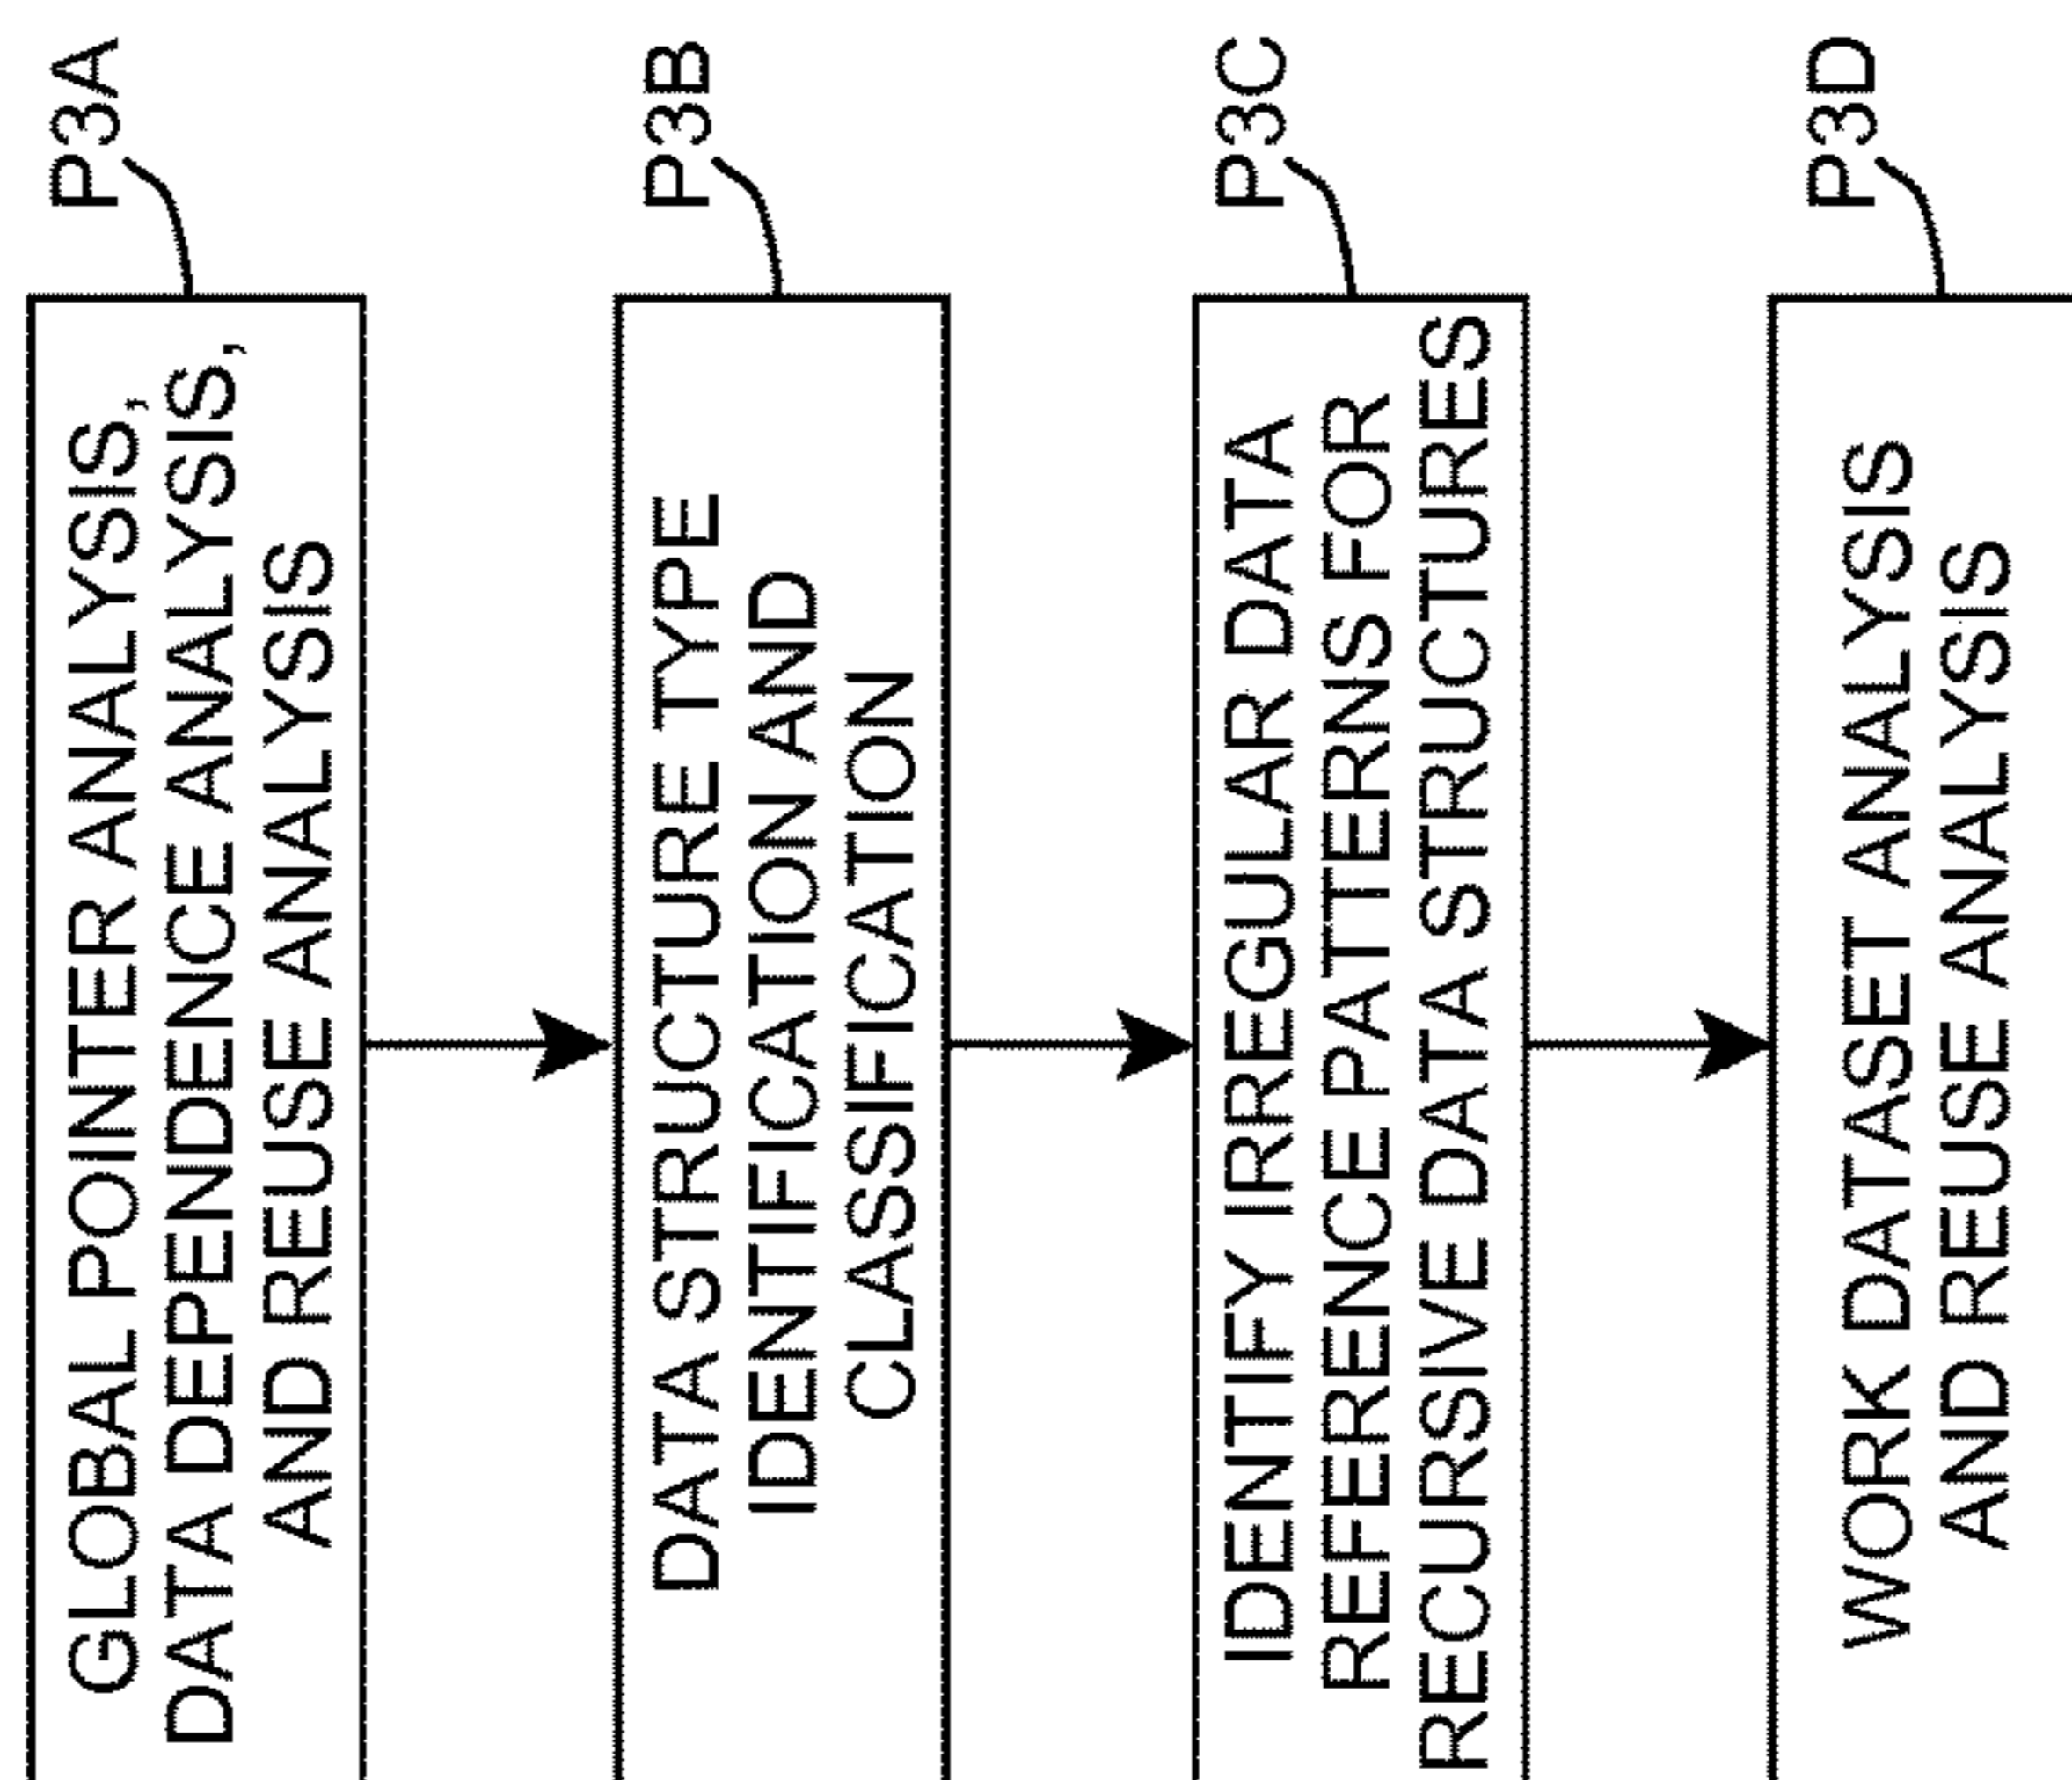 P3A
GLOBAL POINTER ANALYSIS,
DATA DEPENDENCE ANALYSIS,
AND REUSE ANALYSIS
P3B
DATA STRUCTURE TYPE
IDENTIFICATION AND
CLASSIFICATION
P3C
IDENTIFY IRREGULAR DATA
REFERENCE PATTERNS FOR
RECURSIVE DATA STRUCTURES
P3D
WORK DATASET ANALYSIS
AND REUSE ANALYSIS